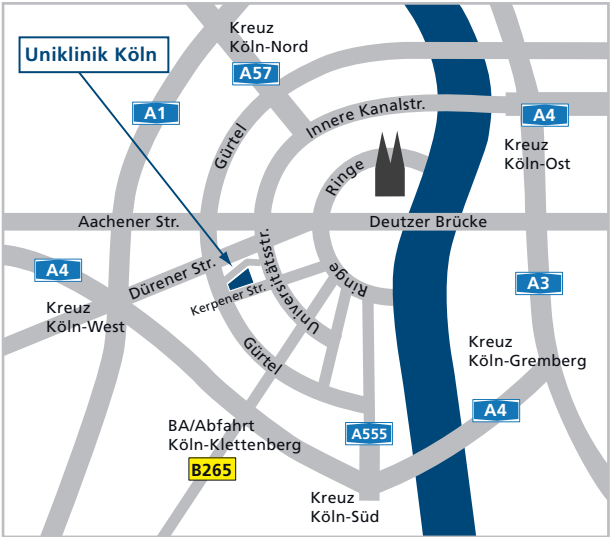 Kreuz
Köln-Nord
Uniklinik Köln
A57
A1
Innere Kanalstr.
A4
Gürtel
Kreuz
Köln-Ost
Ringe
Aachener Str.
Deutzer Brücke
Universitätsstr.
Dürener Str.
A4
Kerpener Str.
Ringe
A3
Kreuz
Köln-West
Kreuz
Köln-Gremberg
Gürtel
A4
BA/Abfahrt
Köln-Klettenberg
A555
B265
Kreuz
Köln-Süd